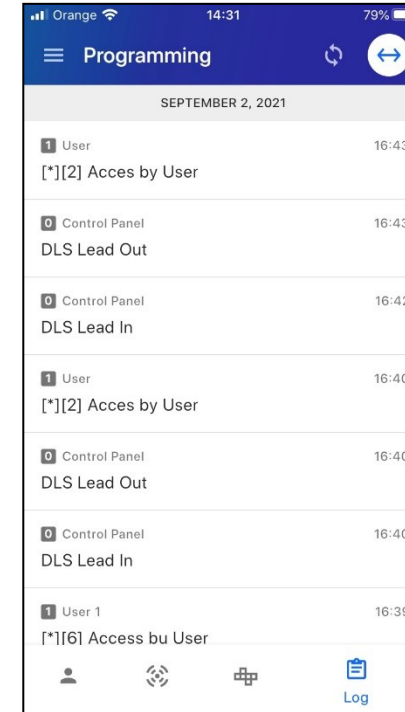 Orange 14:31 79%
Programming
SEPTEMBER 2, 2021
1 User 16:43
[*][2] Acces by User
0 Control Panel 16:43
DLS Lead Out
0 Control Panel 16:42
DLS Lead In
1 User 16:40
[*][2] Acces by User
0 Control Panel 16:40
DLS Lead Out
0 Control Panel 16:40
DLS Lead In
1 User 1 16:39
[*][6] Access bu User
Log